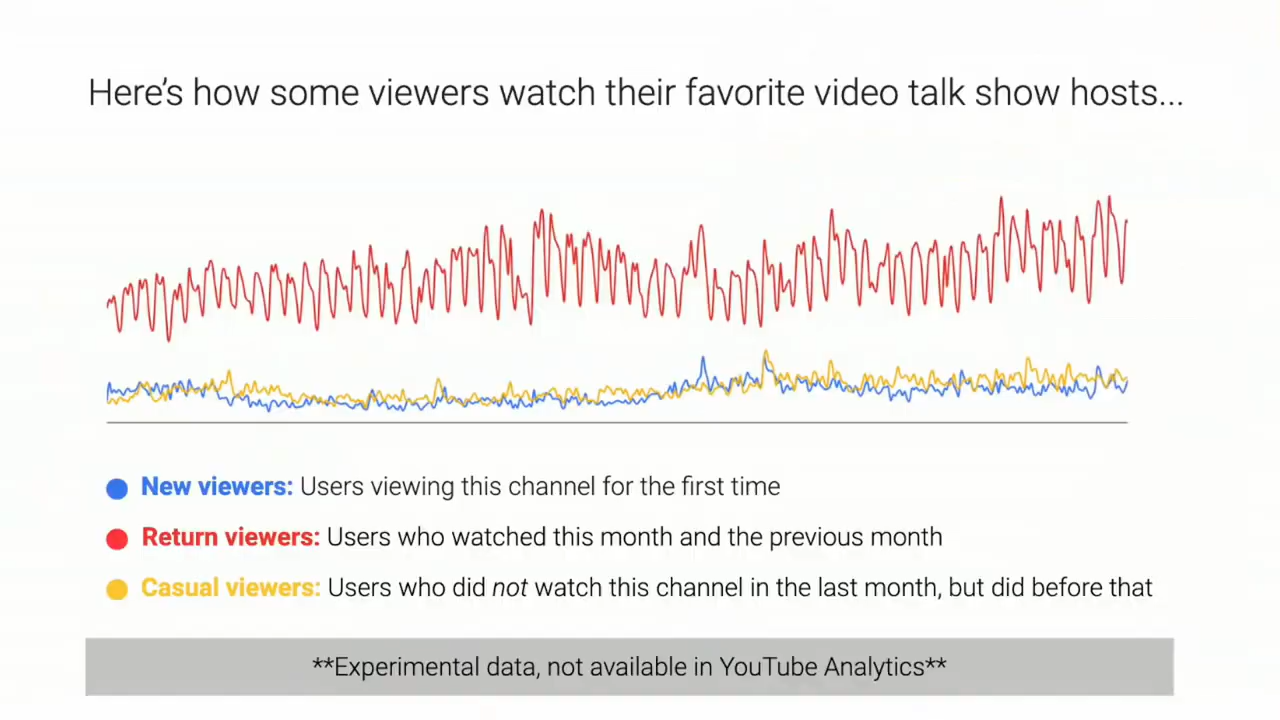 Here's how some viewers watch their favorite video talk show hosts...
New viewers: Users viewing this channel for the first time
Return viewers: Users who watched this month and the previous month
Casual viewers: Users who did not watch this channel in the last month, but did before that
**Experimental data, not available in YouTube Analytics**